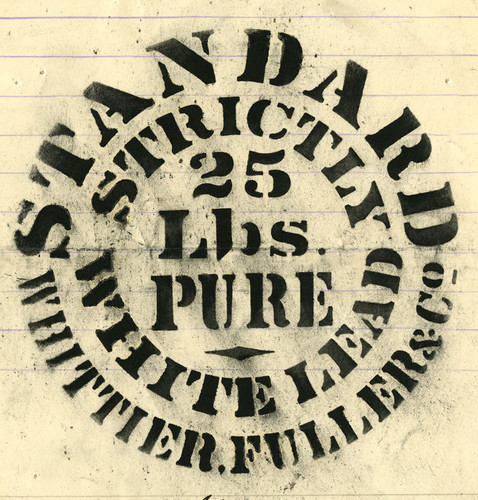 STANDARD
STRICTLY
25
Lbs.
PURE
WHITE LEAD
WHITTIER, FULLER & Co